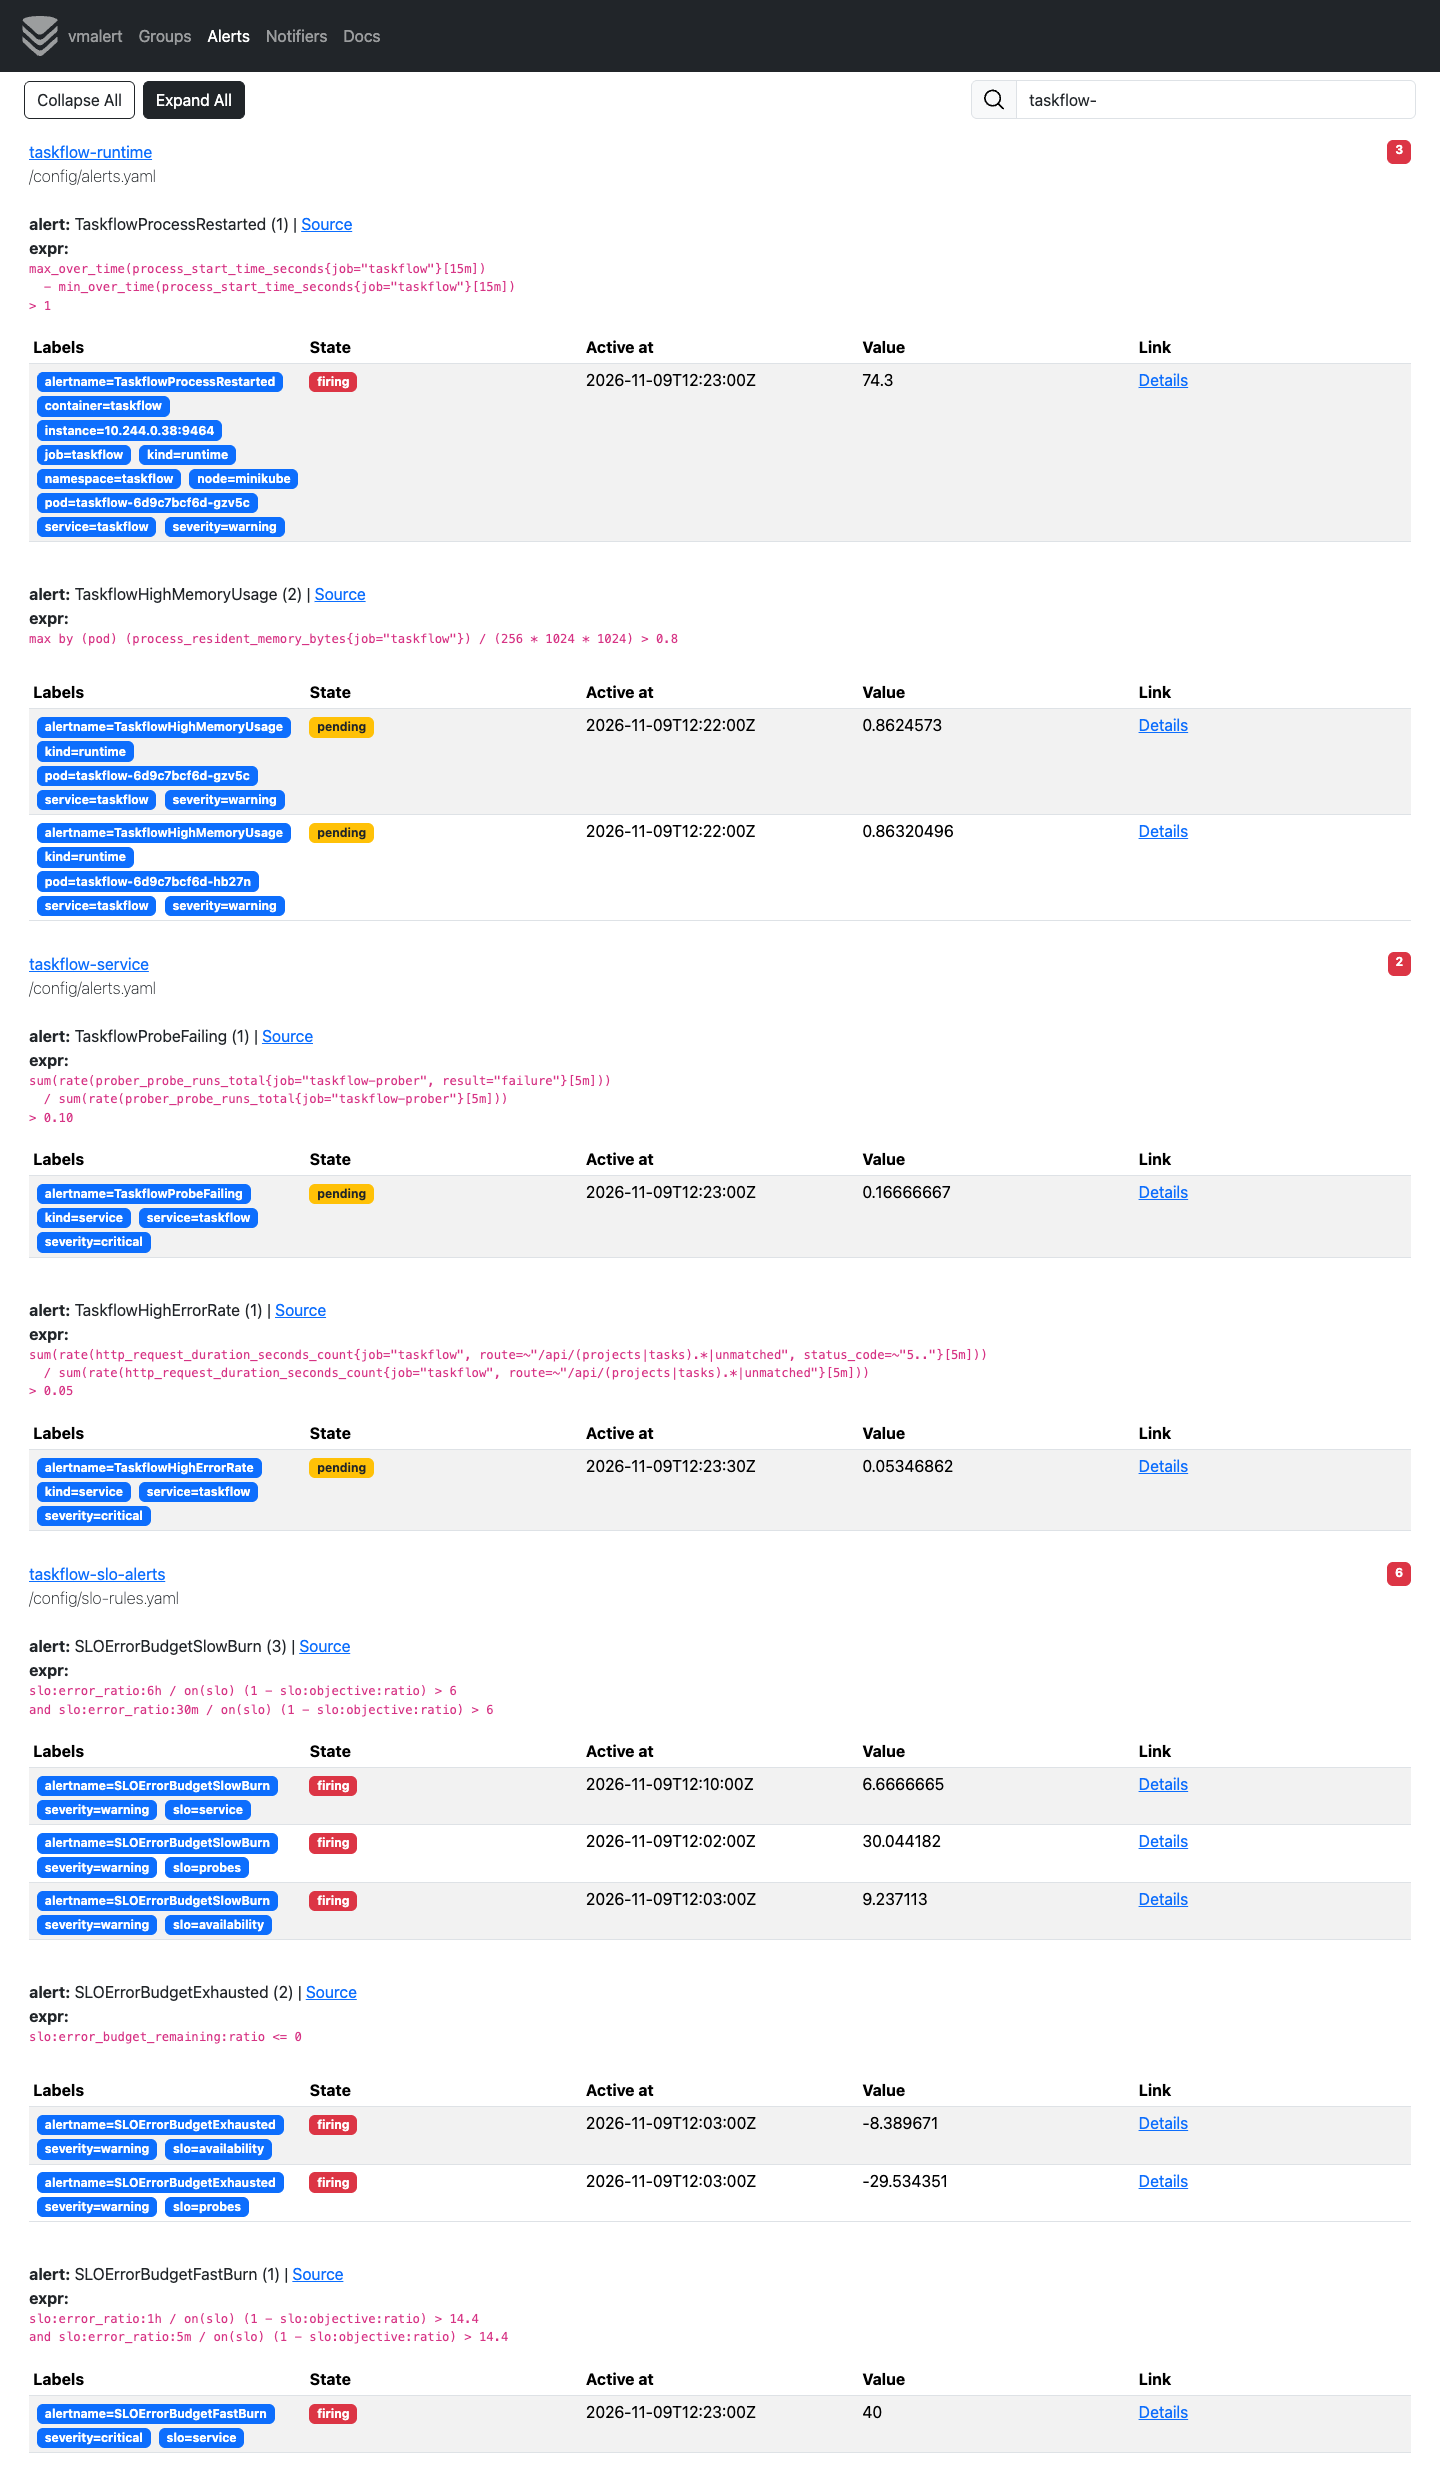 vmalert Groups Alerts Notifiers Docs
Collapse All Expand All taskflow-
taskflow-runtime 3
/config/alerts.yaml
alert: TaskflowProcessRestarted (1) | Source
expr:
max_over_time(process_start_time_seconds{job="taskflow"}[15m])
- min_over_time(process_start_time_seconds{job="taskflow"}[15m])
> 1
Labels State Active at Value Link
alertname=TaskflowProcessRestarted firing 2026-11-09T12:23:00Z 74.3 Details
container=taskflow
instance=10.244.0.38:9464
job=taskflow kind=runtime
namespace=taskflow node=minikube
pod=taskflow-6d9c7bcf6d-gzv5c
service=taskflow severity=warning
alert: TaskflowHighMemoryUsage (2) | Source
expr:
max by (pod) (process_resident_memory_bytes{job="taskflow"}) / (256 * 1024 * 1024) > 0.8
Labels State Active at Value Link
alertname=TaskflowHighMemoryUsage pending 2026-11-09T12:22:00Z 0.8624573 Details
kind=runtime
pod=taskflow-6d9c7bcf6d-gzv5c
service=taskflow severity=warning
alertname=TaskflowHighMemoryUsage pending 2026-11-09T12:22:00Z 0.86320496 Details
kind=runtime
pod=taskflow-6d9c7bcf6d-hb27n
service=taskflow severity=warning
taskflow-service 2
/config/alerts.yaml
alert: TaskflowProbeFailing (1) | Source
expr:
sum(rate(prober_probe_runs_total{job="taskflow-prober", result="failure"}[5m]))
/ sum(rate(prober_probe_runs_total{job="taskflow-prober"}[5m]))
> 0.10
Labels State Active at Value Link
alertname=TaskflowProbeFailing pending 2026-11-09T12:23:00Z 0.16666667 Details
kind=service service=taskflow
severity=critical
alert: TaskflowHighErrorRate (1) | Source
expr:
sum(rate(http_request_duration_seconds_count{job="taskflow", route=~"/api/(projects|tasks).*|unmatched", status_code=~"5.."}[5m]))
/ sum(rate(http_request_duration_seconds_count{job="taskflow", route=~"/api/(projects|tasks).*|unmatched"}[5m]))
> 0.05
Labels State Active at Value Link
alertname=TaskflowHighErrorRate pending 2026-11-09T12:23:30Z 0.05346862 Details
kind=service service=taskflow
severity=critical
taskflow-slo-alerts 6
/config/slo-rules.yaml
alert: SLOErrorBudgetSlowBurn (3) | Source
expr:
slo:error_ratio:6h / on(slo) (1 - slo:objective:ratio) > 6
and slo:error_ratio:30m / on(slo) (1 - slo:objective:ratio) > 6
Labels State Active at Value Link
alertname=SLOErrorBudgetSlowBurn firing 2026-11-09T12:10:00Z 6.6666665 Details
severity=warning slo=service
alertname=SLOErrorBudgetSlowBurn firing 2026-11-09T12:02:00Z 30.044182 Details
severity=warning slo=probes
alertname=SLOErrorBudgetSlowBurn firing 2026-11-09T12:03:00Z 9.237113 Details
severity=warning slo=availability
alert: SLOErrorBudgetExhausted (2) | Source
expr:
slo:error_budget_remaining:ratio <= 0
Labels State Active at Value Link
alertname=SLOErrorBudgetExhausted firing 2026-11-09T12:03:00Z -8.389671 Details
severity=warning slo=availability
alertname=SLOErrorBudgetExhausted firing 2026-11-09T12:03:00Z -29.534351 Details
severity=warning slo=probes
alert: SLOErrorBudgetFastBurn (1) | Source
expr:
slo:error_ratio:1h / on(slo) (1 - slo:objective:ratio) > 14.4
and slo:error_ratio:5m / on(slo) (1 - slo:objective:ratio) > 14.4
Labels State Active at Value Link
alertname=SLOErrorBudgetFastBurn firing 2026-11-09T12:23:00Z 40 Details
severity=critical slo=service